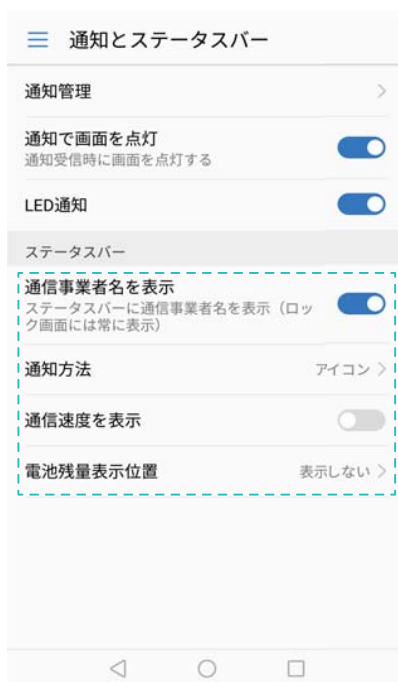 通知とステータスバー
通知管理
通知で画面を点灯
通知受信時に画面を点灯する
LED通知
ステータスバー
通信事業者名を表示
ステータスバーに通信事業者名を表示（ロッ
ク画面には常に表示）
通知方法 アイコン
通信速度を表示
電池残量表示位置 表示しない